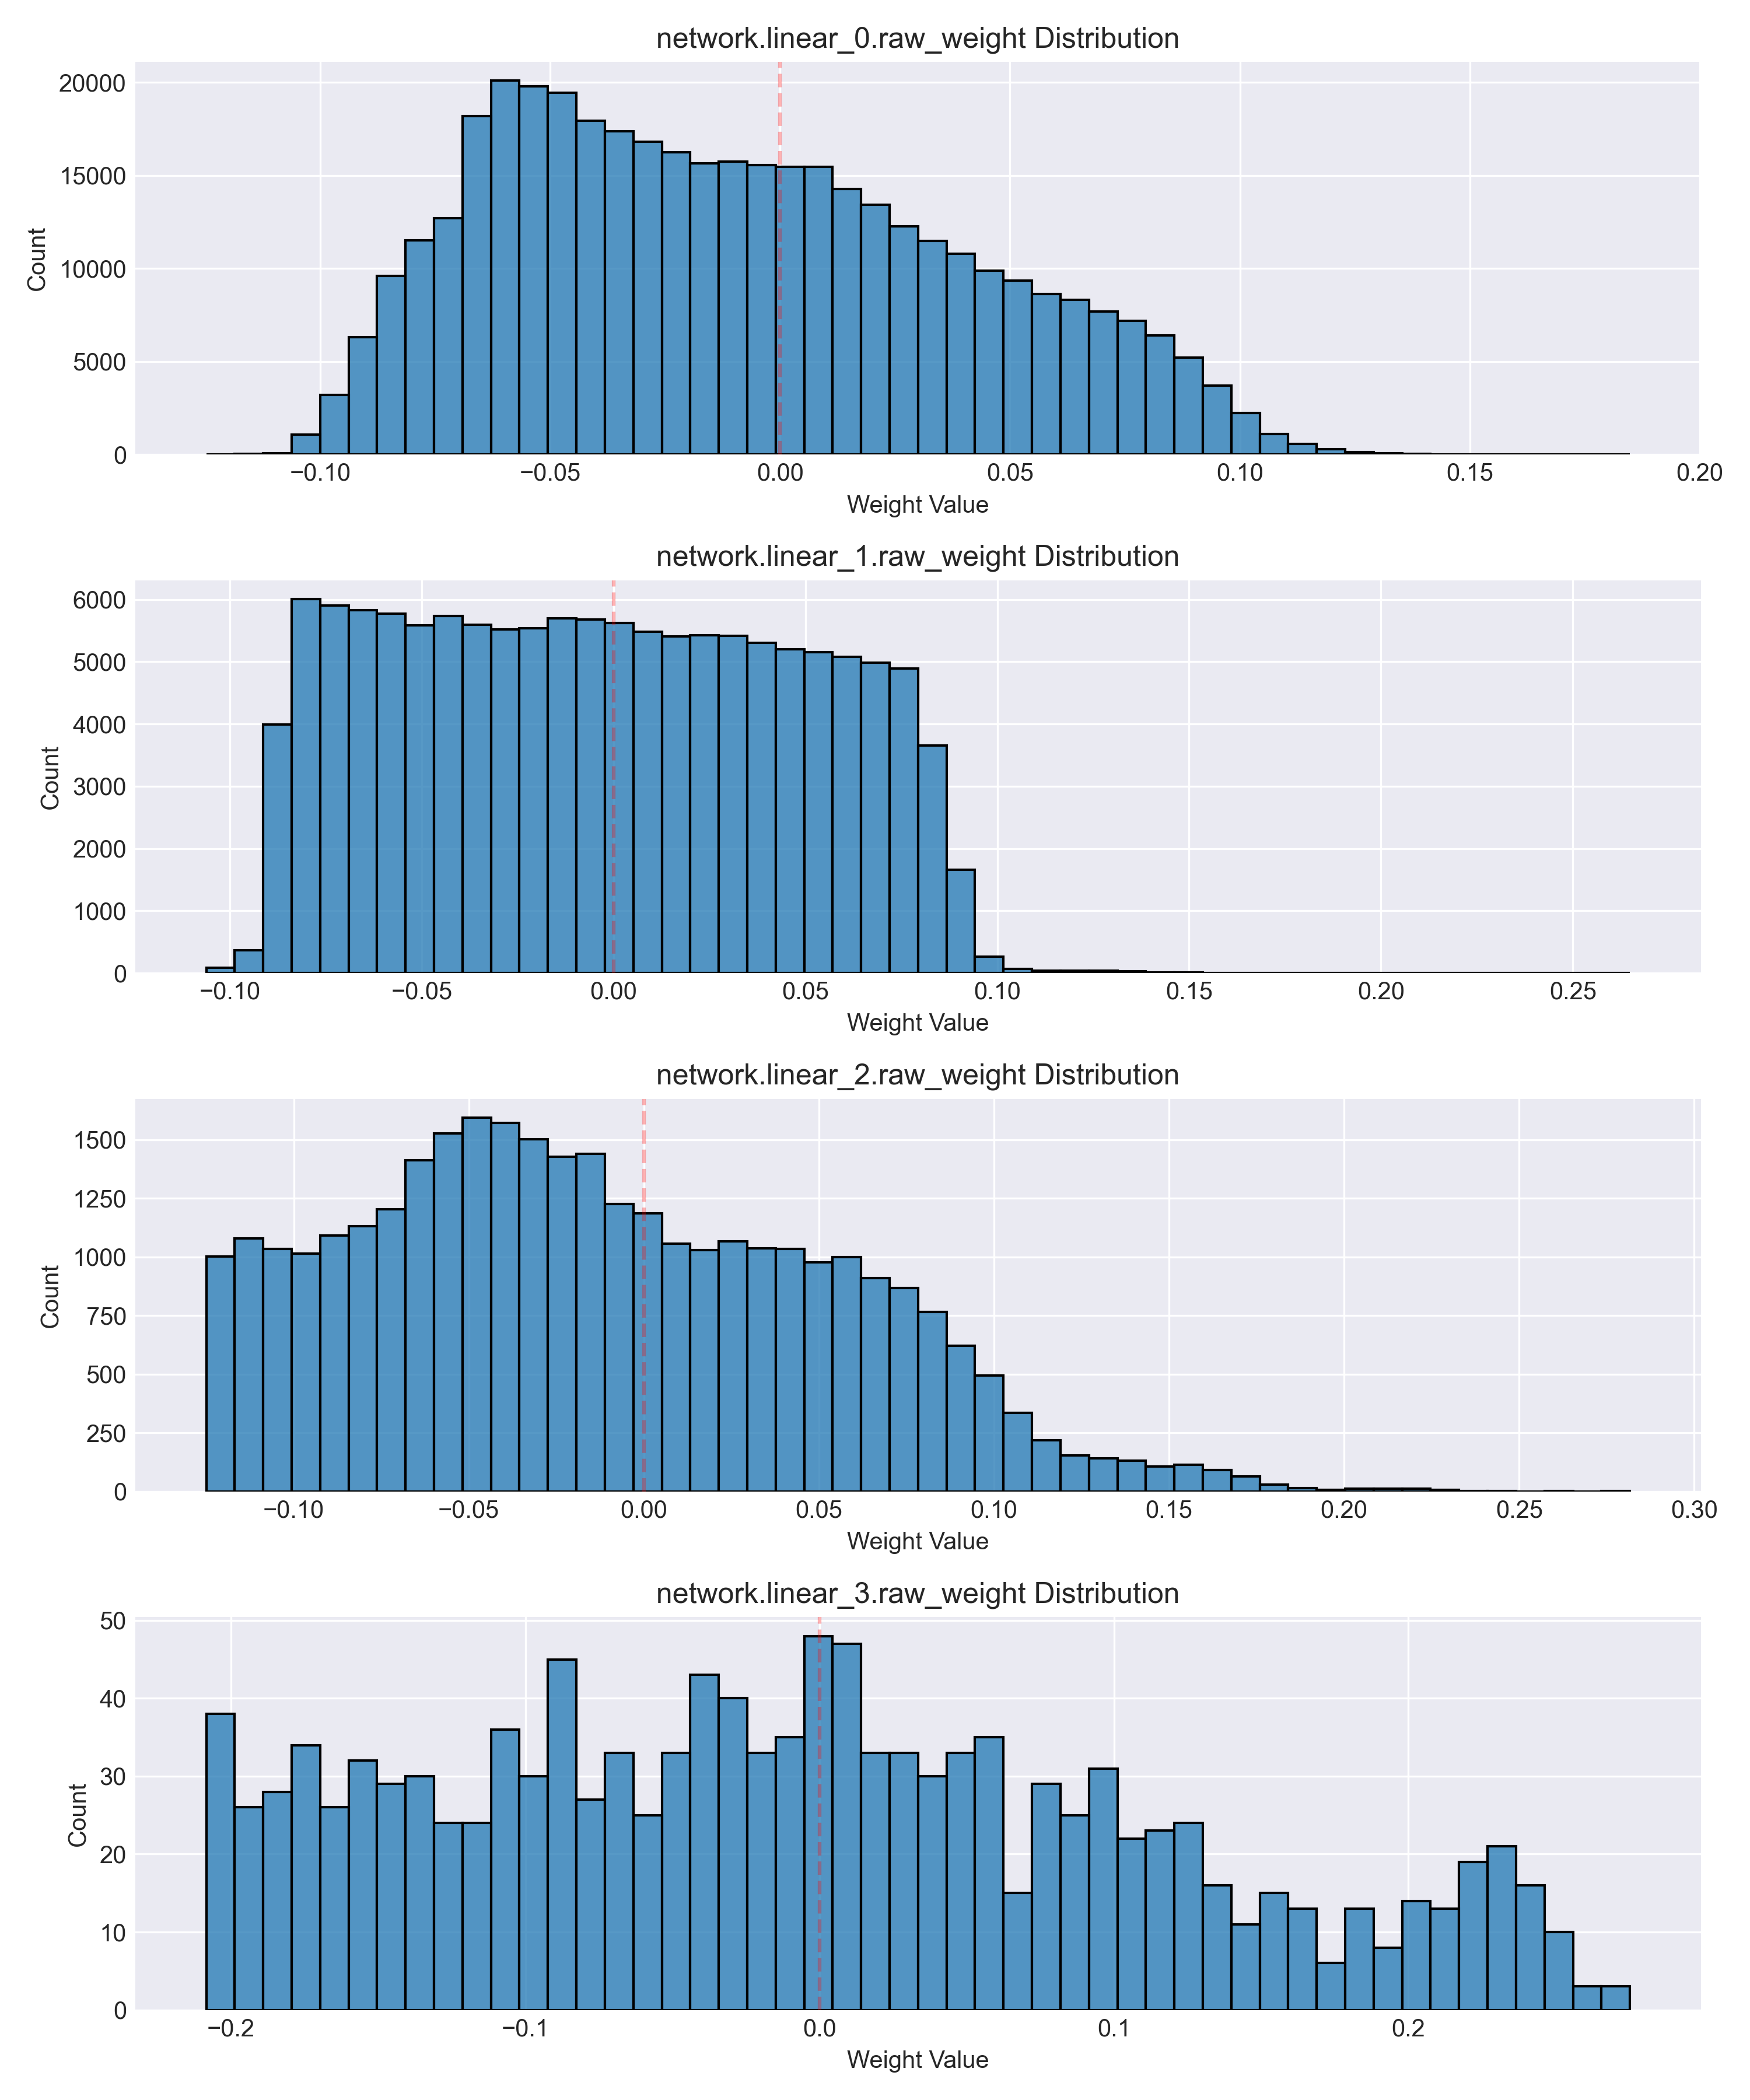 network.linear_0.raw_weight Distribution
20000
15000
10000
5000
0
Count
−0.10 −0.05 0.00 0.05 0.10 0.15 0.20
Weight Value
network.linear_1.raw_weight Distribution
6000
5000
4000
3000
2000
1000
0
Count
−0.10 −0.05 0.00 0.05 0.10 0.15 0.20 0.25
Weight Value
network.linear_2.raw_weight Distribution
1500
1250
1000
750
500
250
0
Count
−0.10 −0.05 0.00 0.05 0.10 0.15 0.20 0.25 0.30
Weight Value
network.linear_3.raw_weight Distribution
50
40
30
20
10
0
Count
−0.2 −0.1 0.0 0.1 0.2
Weight Value